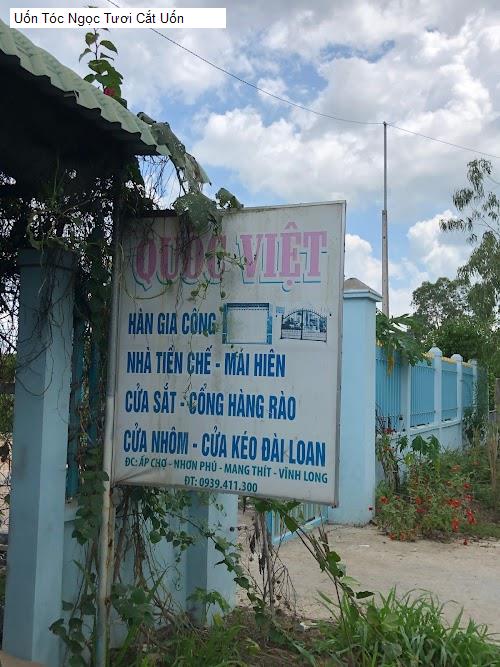 Uốn Tóc Ngọc Tươi Cắt Uốn
QUỐC VIỆT
HÀN GIA CÔNG
NHÀ TIỀN CHẾ - MÁI HIÊN
CỬA SẮT - CỔNG HÀNG RÀO
CỬA NHÔM - CỬA KÉO ĐÀI LOAN
ĐC: ẤP CHỢ - NHƠN PHÚ - MANG THÍT - VĨNH LONG
ĐT: 0939.411.300